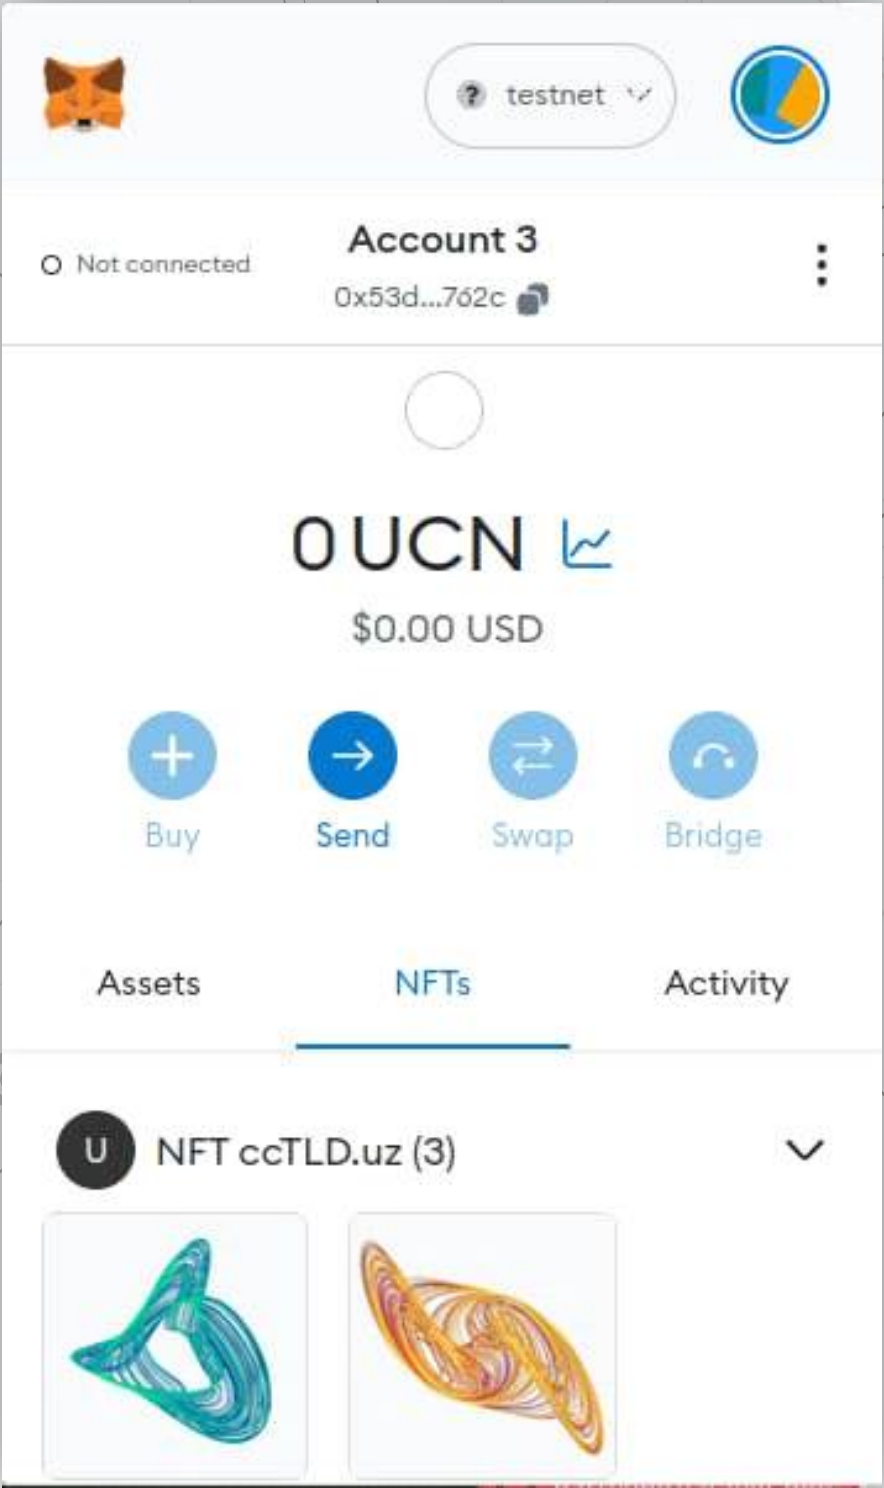 testnet
Not connected
Account 3
0x53d...762c
0 UCN
$0.00 USD
Buy
Send
Swap
Bridge
Assets
NFTs
Activity
U
NFT ccTLD.uz (3)